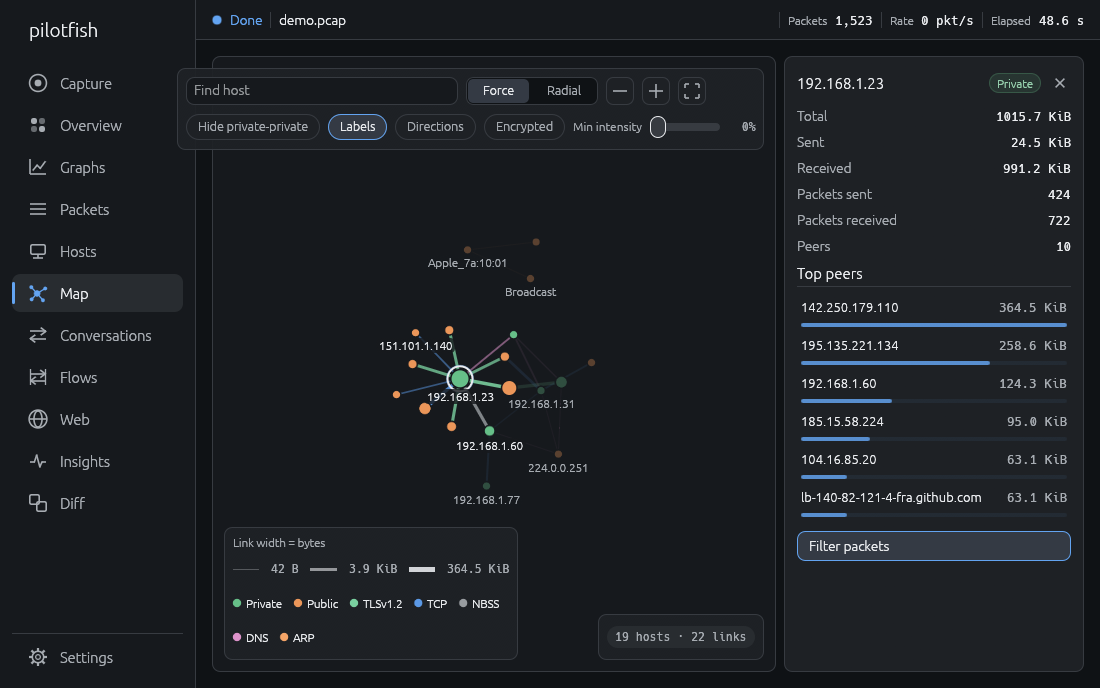 pilotfish
Done demo.pcap
Packets 1,523 Rate 0 pkt/s Elapsed 48.6 s
Capture
Overview
Graphs
Packets
Hosts
Map
Conversations
Flows
Web
Insights
Diff
Settings
Find host
Force Radial
Hide private-private Labels Directions Encrypted Min intensity 0%
Apple_7a:10:01
Broadcast
151.101.1.140
192.168.1.23
192.168.1.31
192.168.1.60
224.0.0.251
192.168.1.77
Link width = bytes
42 B 3.9 KiB 364.5 KiB
Private Public TLSv1.2 TCP NBSS
DNS ARP
19 hosts · 22 links
192.168.1.23 Private
Total 1015.7 KiB
Sent 24.5 KiB
Received 991.2 KiB
Packets sent 424
Packets received 722
Peers 10
Top peers
142.250.179.110 364.5 KiB
195.135.221.134 258.6 KiB
192.168.1.60 124.3 KiB
185.15.58.224 95.0 KiB
104.16.85.20 63.1 KiB
lb-140-82-121-4-fra.github.com 63.1 KiB
Filter packets